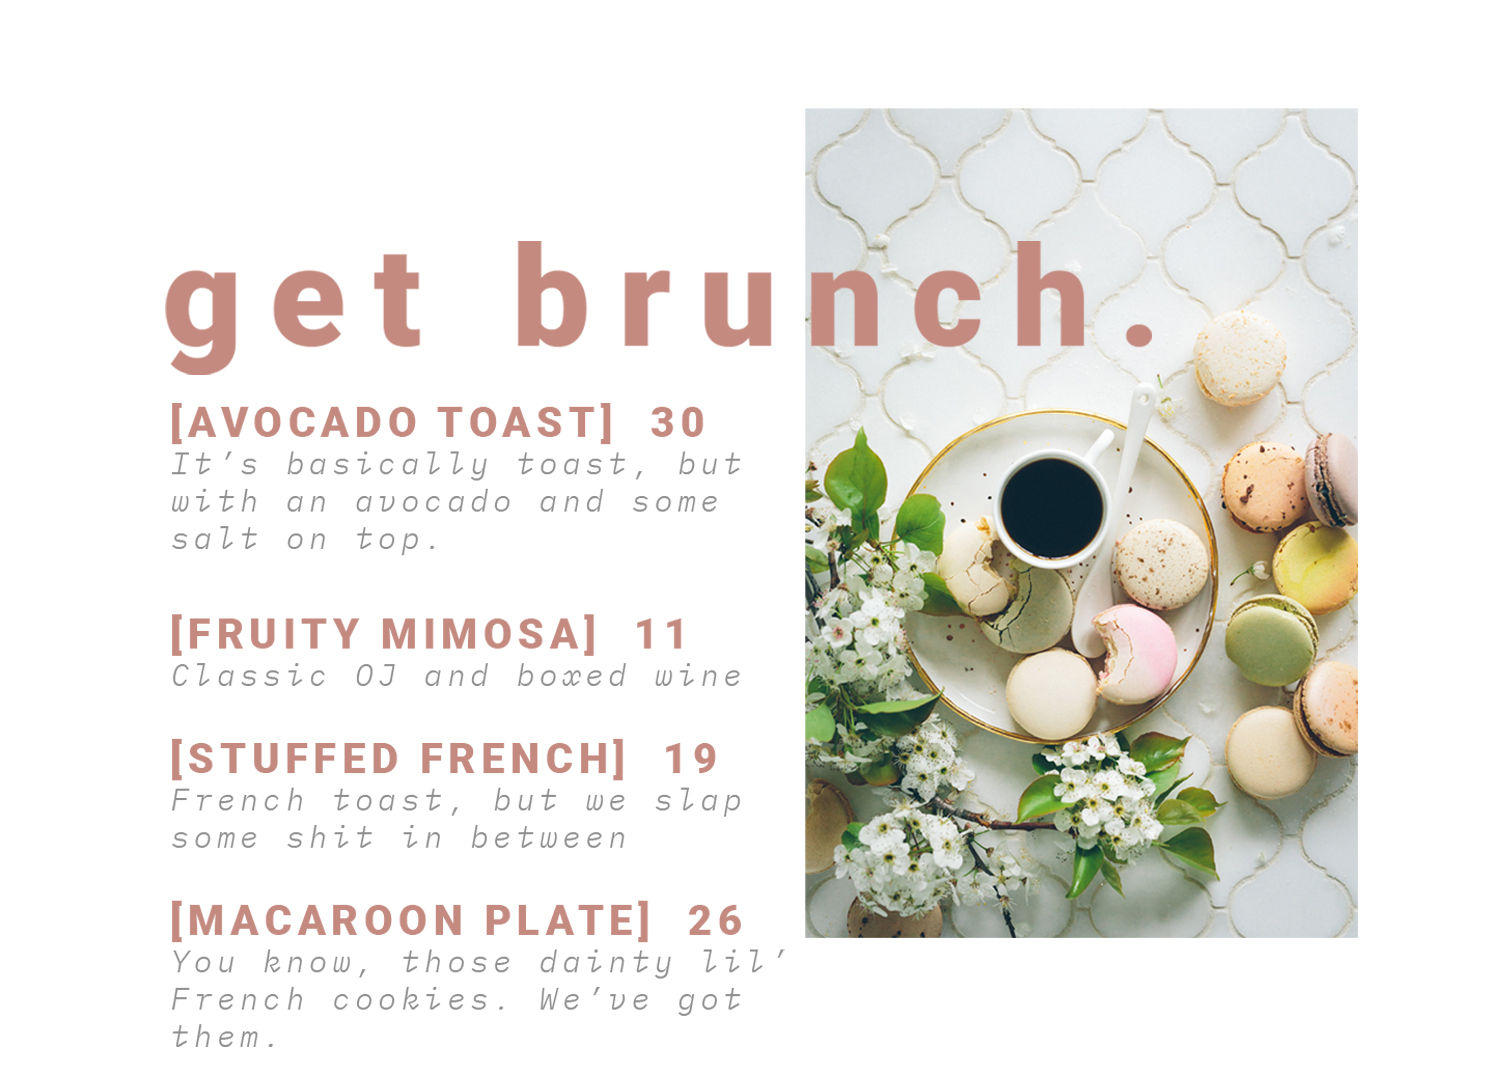 get brunch.
[AVOCADO TOAST] 30
It’s basically toast, but
with an avocado and some
salt on top.
[FRUITY MIMOSA] 11
Classic OJ and boxed wine
[STUFFED FRENCH] 19
French toast, but we slap
some shit in between
[MACAROON PLATE] 26
You know, those dainty lil’
French cookies. We’ve got
them.